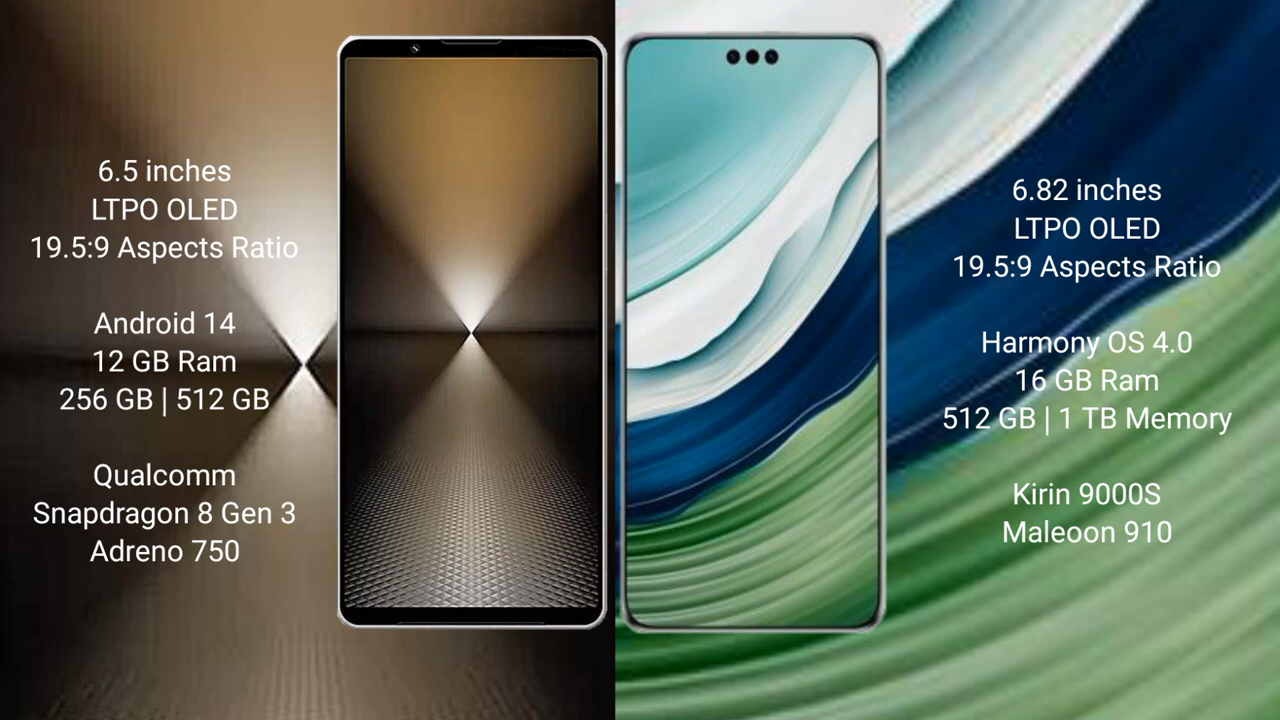 6.5 inches
LTPO OLED
19.5:9 Aspects Ratio
Android 14
12 GB Ram
256 GB | 512 GB
Qualcomm
Snapdragon 8 Gen 3
Adreno 750
6.82 inches
LTPO OLED
19.5:9 Aspects Ratio
Harmony OS 4.0
16 GB Ram
512 GB | 1 TB Memory
Kirin 9000S
Maleoon 910